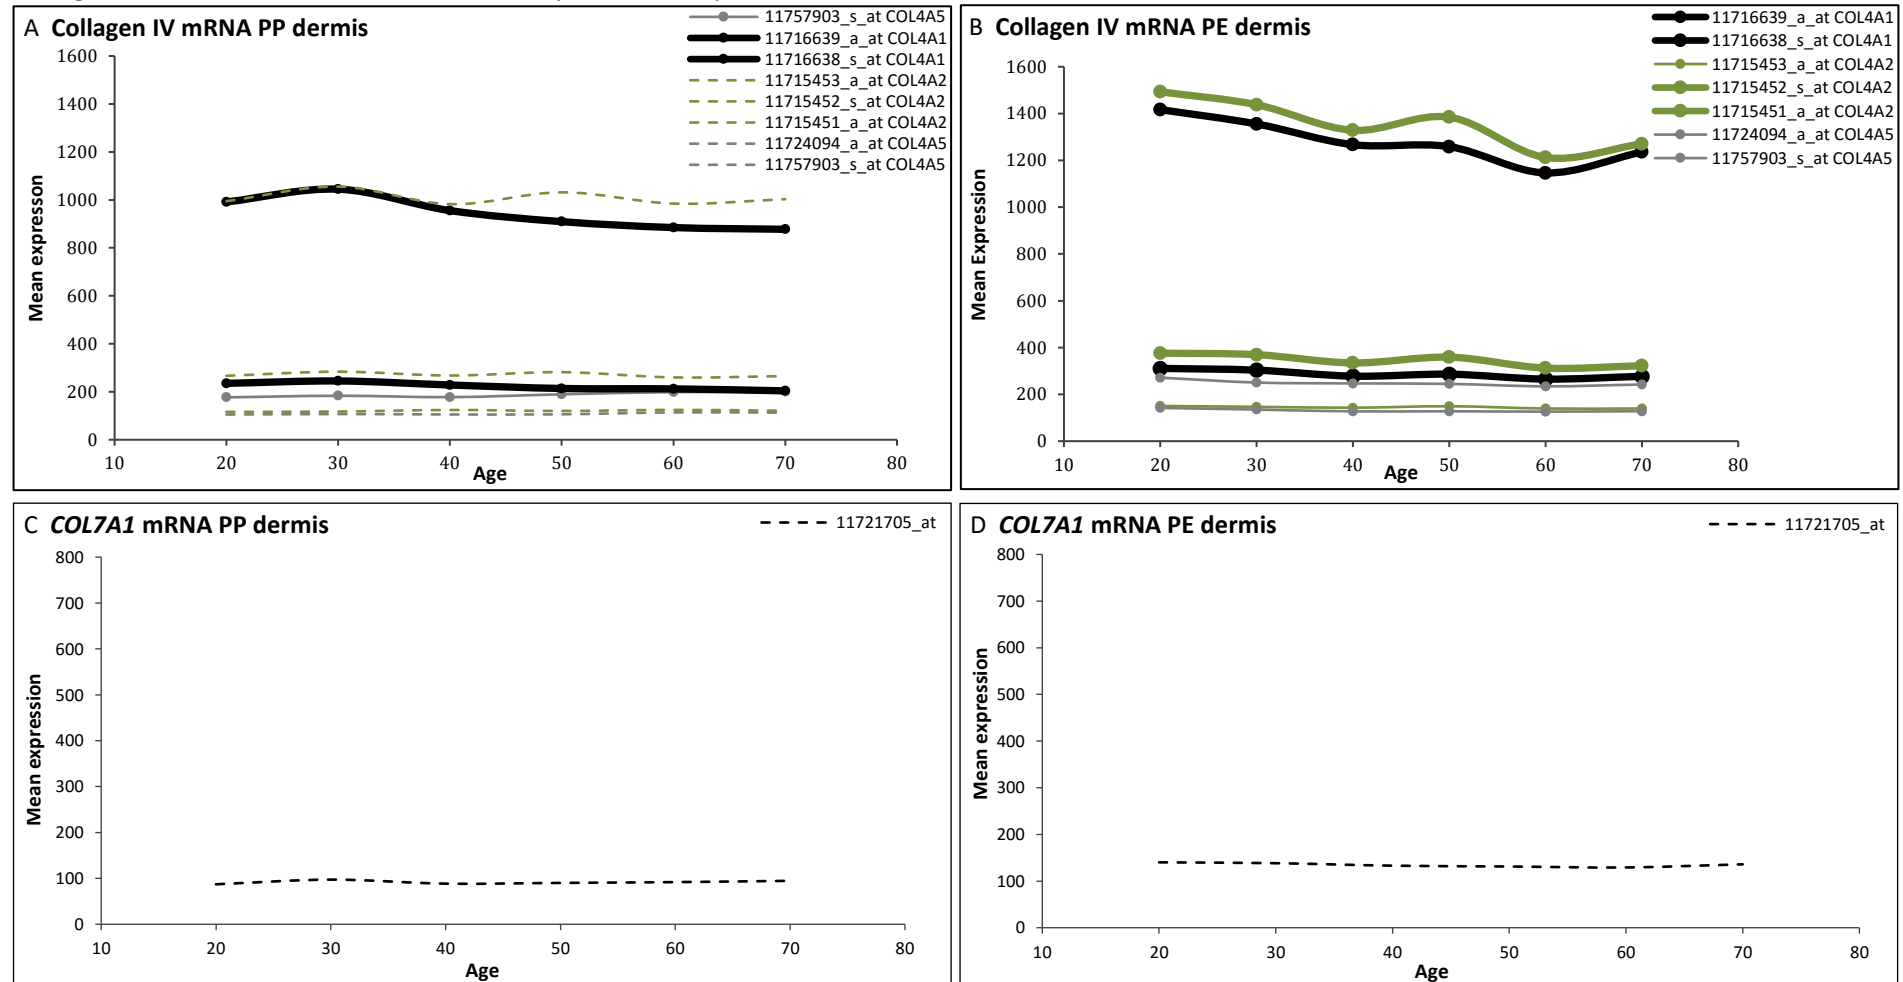 A Collagen IV mRNA PP dermis
11757903_s_at COL4A5
11716639_a_at COL4A1
11716638_s_at COL4A1
11715453_a_at COL4A2
11715452_s_at COL4A2
11715451_a_at COL4A2
11724094_a_at COL4A5
11757903_s_at COL4A5
Mean expresson
1600
1400
1200
1000
800
600
400
200
0
10 20 30 40 50 60 70 80
Age
B Collagen IV mRNA PE dermis
11716639_a_at COL4A1
11716638_s_at COL4A1
11715453_a_at COL4A2
11715452_s_at COL4A2
11715451_a_at COL4A2
11724094_a_at COL4A5
11757903_s_at COL4A5
Mean Expression
1600
1400
1200
1000
800
600
400
200
0
10 20 30 40 50 60 70 80
Age
C COL7A1 mRNA PP dermis
11721705_at
Mean expression
800
700
600
500
400
300
200
100
0
10 20 30 40 50 60 70 80
Age
D COL7A1 mRNA PE dermis
11721705_at
Mean expression
800
700
600
500
400
300
200
100
0
10 20 30 40 50 60 70 80
Age